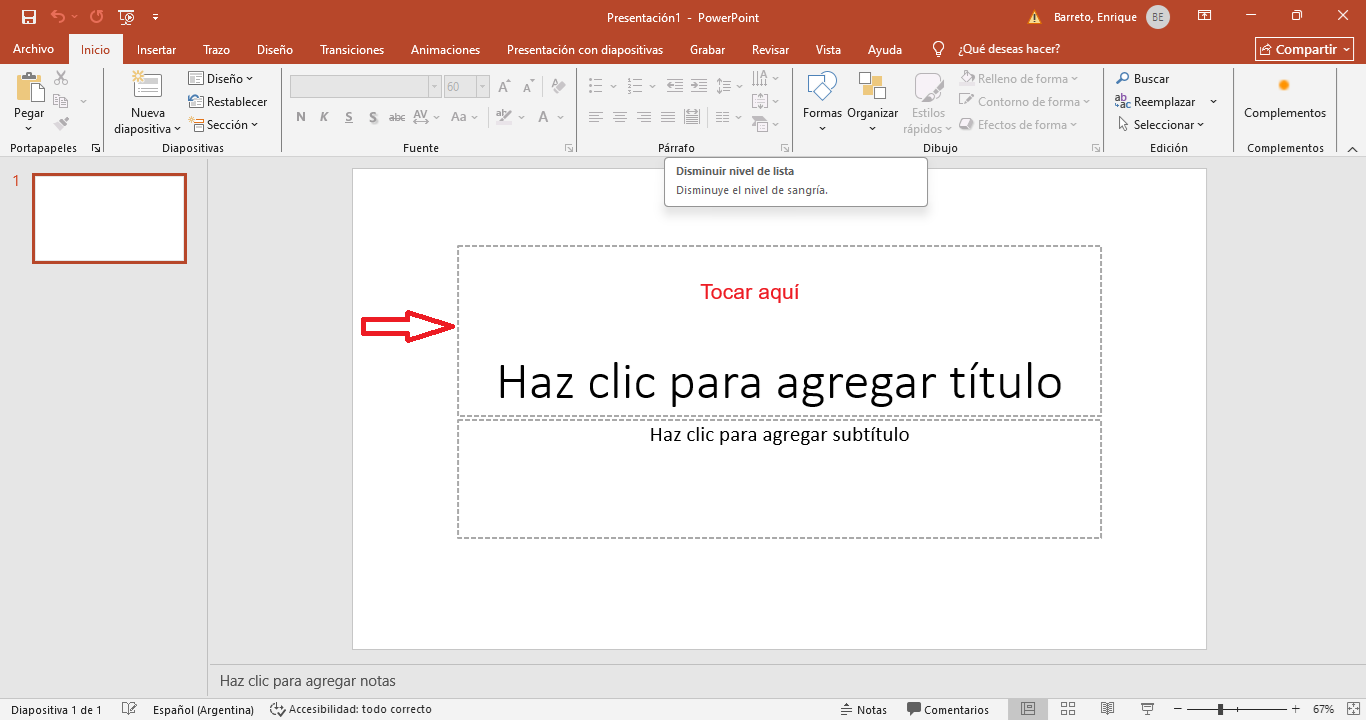 Presentación1 - PowerPoint
Barreto, Enrique
BE
Archivo Inicio Insertar Trazo Diseño Transiciones Animaciones Presentación con diapositivas Grabar Revisar Vista Ayuda ¿Qué deseas hacer? Compartir
Pegar
Portapapeles
Nueva diapositiva
Diseño
Restablecer
Sección
Diapositivas
60
N K S S abc AV Aa A
Fuente
Párrafo
Formas
Organizar
Estilos rápidos
Relleno de forma
Contorno de forma
Efectos de forma
Dibujo
Buscar
Reemplazar
Seleccionar
Edición
Complementos
Complementos
Disminuir nivel de lista
Disminuye el nivel de sangría.
1
Tocar aquí
Haz clic para agregar título
Haz clic para agregar subtítulo
Haz clic para agregar notas
Diapositiva 1 de 1 Español (Argentina) Accesibilidad: todo correcto Notas Comentarios 67%